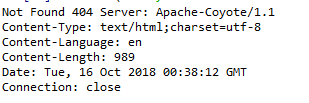 Not Found 404 Server: Apache-Coyote/1.1
Content-Type: text/html;charset=utf-8
Content-Language: en
Content-Length: 989
Date: Tue, 16 Oct 2018 00:38:12 GMT
Connection: close